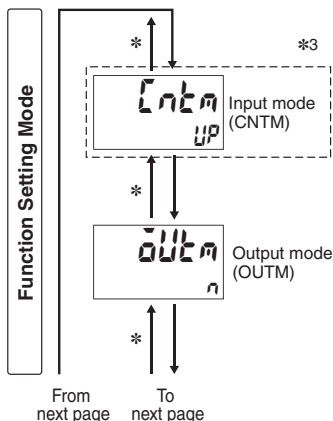 Function Setting Mode
*
*3
Cntm
UP
Input mode
(CNTM)
*
OUtm
n
Output mode
(OUTM)
*
From
next page
To
next page